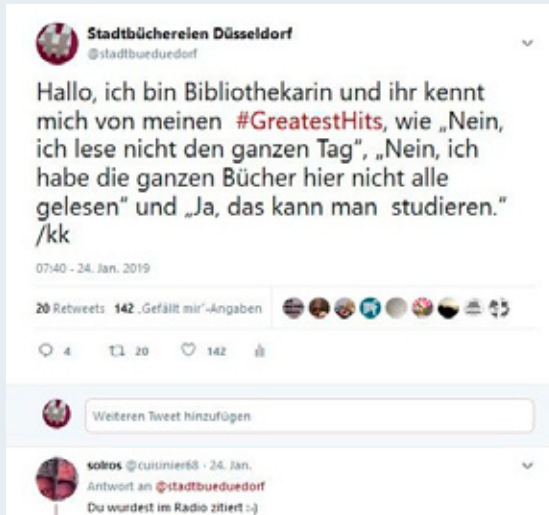 Stadtbüchereien Düsseldorf
@stadtbueduedorf
Hallo, ich bin Bibliothekarin und ihr kennt
mich von meinen #GreatestHits, wie „Nein,
ich lese nicht den ganzen Tag“, „Nein, ich
habe die ganzen Bücher hier nicht alle
gelesen“ und „Ja, das kann man studieren.“
/kk
07:40 - 24. Jan. 2019
20 Retweets 142 „Gefällt mir“-Angaben
4 20 142
Weiteren Tweet hinzufügen
solros @cuisinier68 · 24. Jan.
Antwort an @stadtbueduedorf
Du wurdest im Radio zitiert :-)